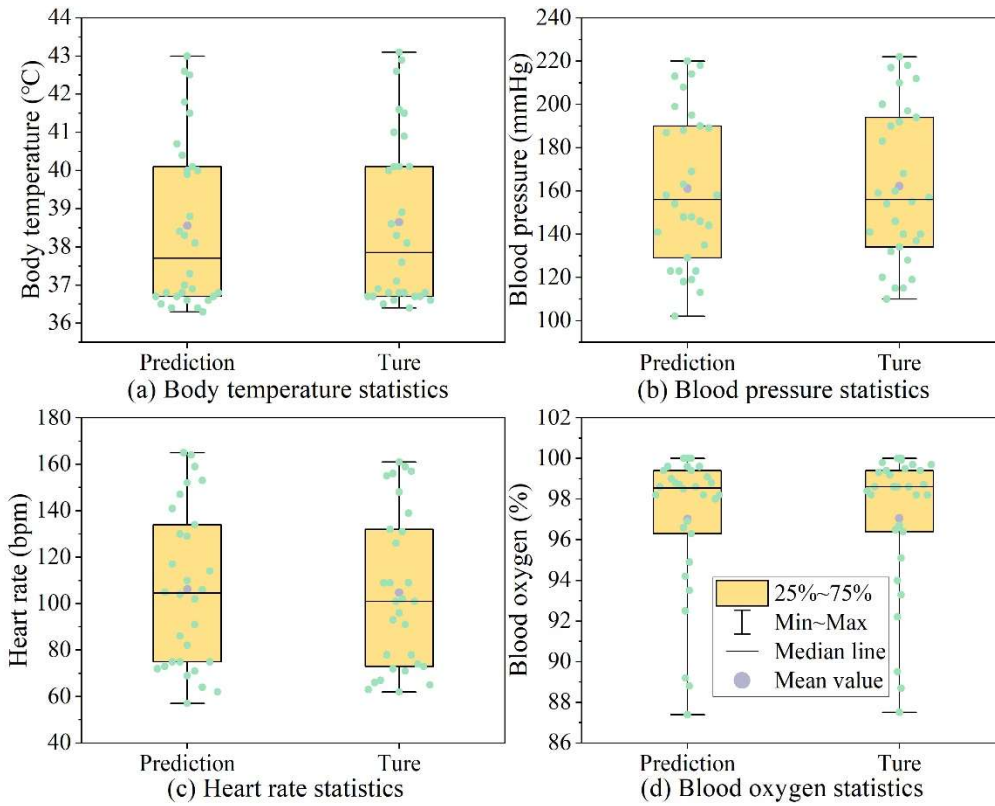 44
43
42
41
40
39
38
37
36
Body temperature (°C)
Prediction
Ture
(a) Body temperature statistics
240
220
200
180
160
140
120
100
Blood pressure (mmHg)
Prediction
Ture
(b) Blood pressure statistics
180
160
140
120
100
80
60
40
Heart rate (bpm)
Prediction
Ture
(c) Heart rate statistics
102
100
98
96
94
92
90
88
86
Blood oxygen (%)
25%~75%
Min~Max
Median line
Mean value
Prediction
Ture
(d) Blood oxygen statistics